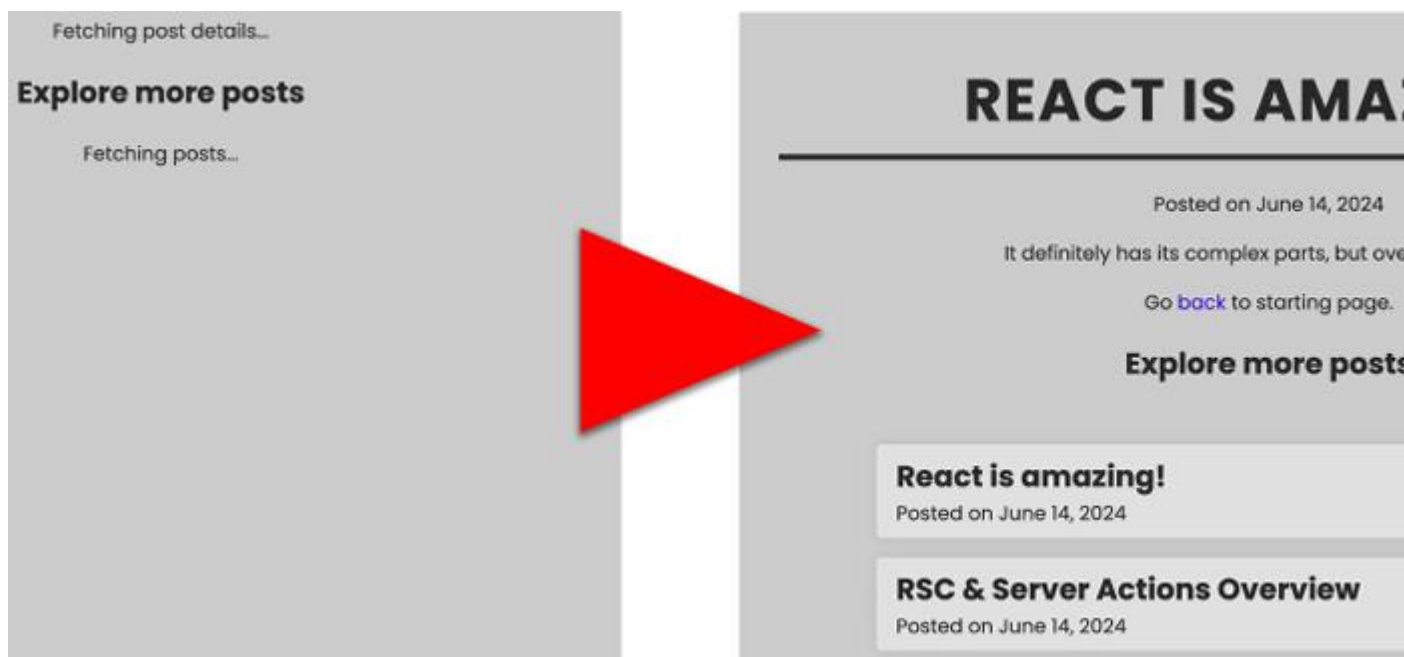 Fetching post details...
Explore more posts
Fetching posts...
REACT IS AMA
Posted on June 14, 2024
It definitely has its complex parts, but ove
Go back to starting page.
Explore more posts
React is amazing!
Posted on June 14, 2024
RSC & Server Actions Overview
Posted on June 14, 2024